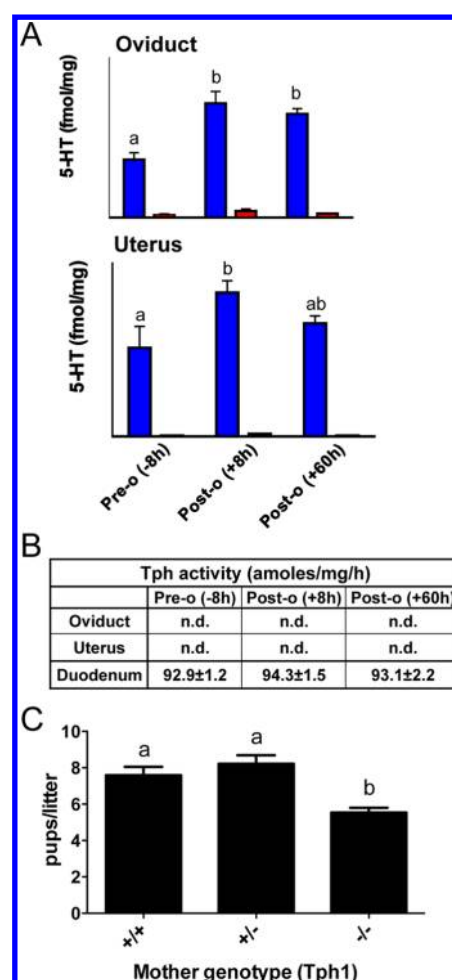 A
Oviduct
5-HT (fmol/mg)
a
b
b
Uterus
5-HT (fmol/mg)
a
b
ab
Pre-o (-8h)
Post-o (+8h)
Post-o (+60h)
B
Tph activity (amoles/mg/h)
Pre-o (-8h) Post-o (+8h) Post-o (+60h)
Oviduct n.d. n.d. n.d.
Uterus n.d. n.d. n.d.
Duodenum 92.9±1.2 94.3±1.5 93.1±2.2
C
pups/litter
10
8
6
4
2
0
a
a
b
+/+
+/-
-/-
Mother genotype (Tph1)